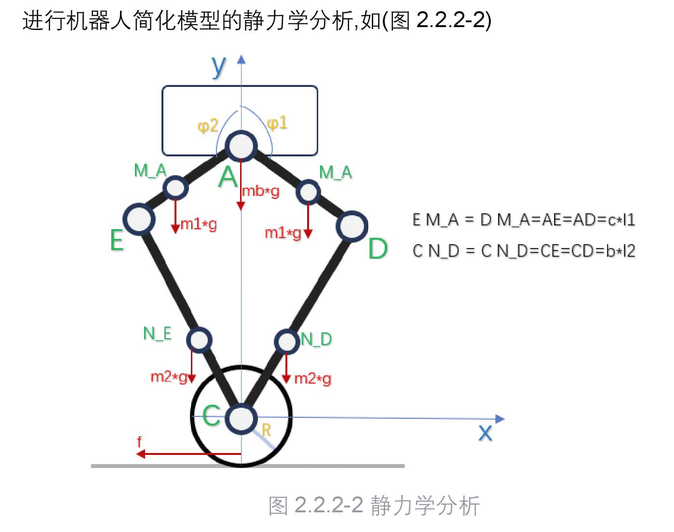 进行机器人简化模型的静力学分析,如(图 2.2.2-2)
y
φ2
φ1
M_A
A
M_A
mb*g
m1*g
m1*g
E
D
E M_A = D M_A=AE=AD=c*l1
C N_D = C N_D=CE=CD=b*l2
N_E
N_D
m2*g
m2*g
C
R
x
f
图 2.2.2-2 静力学分析